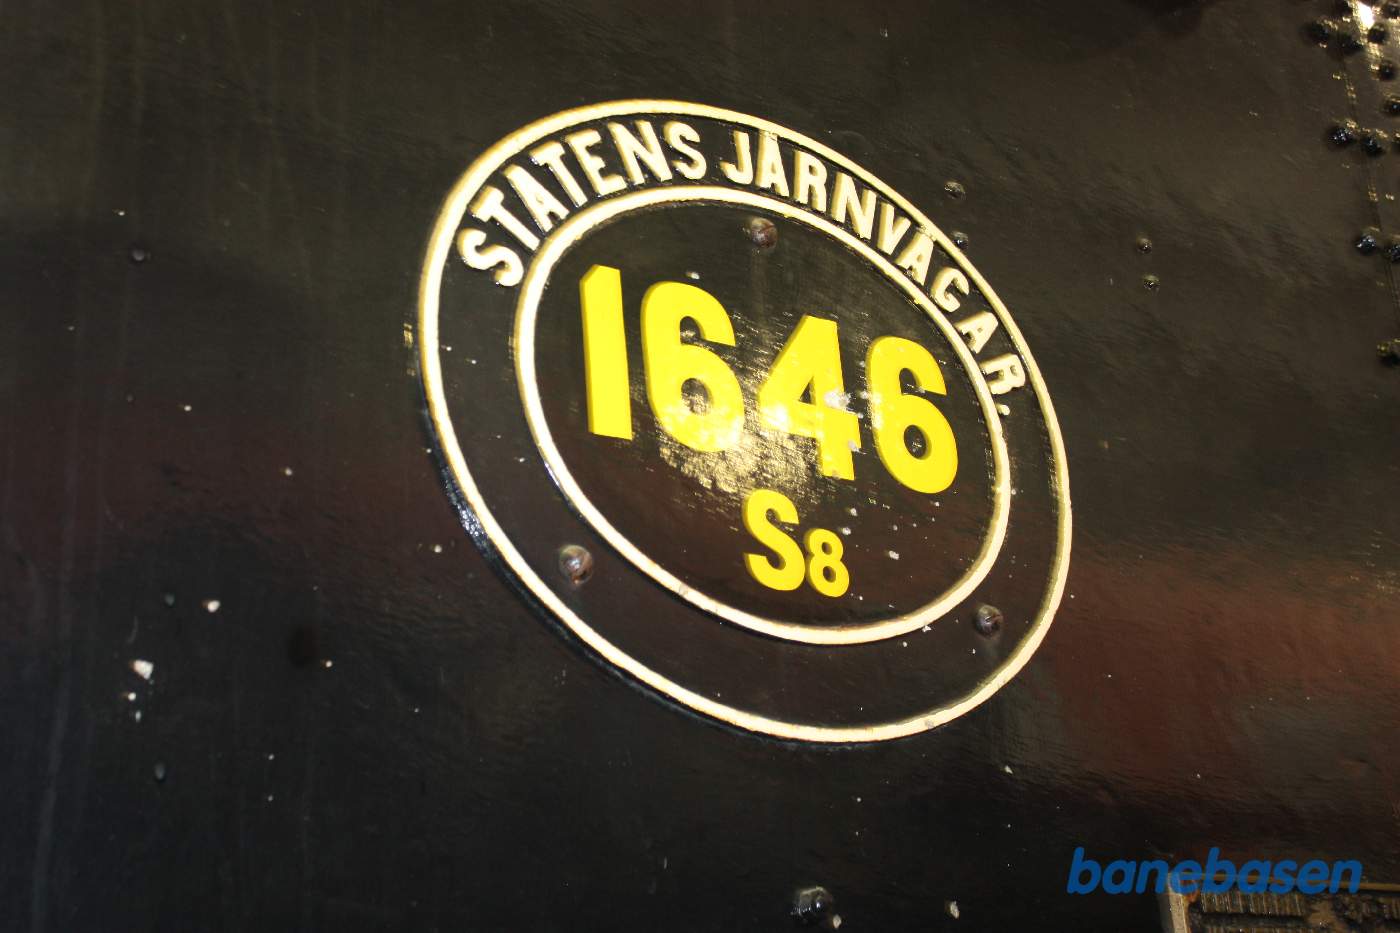 STATENS JÄRNVÄGAR.
1646
S8
banebasen